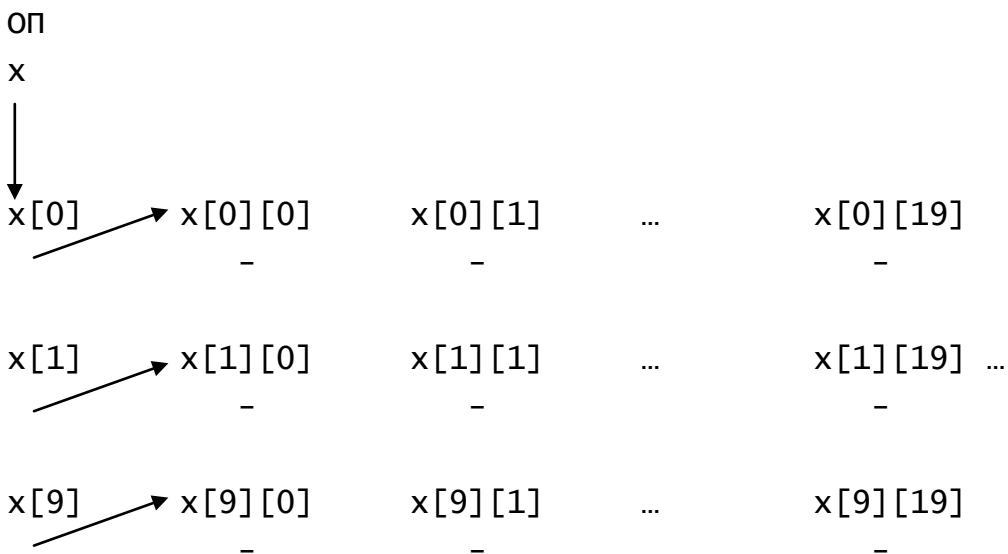 ОП
x
x[0] x[0][0] x[0][1] … x[0][19]
– – –
x[1] x[1][0] x[1][1] … x[1][19] …
– – –
x[9] x[9][0] x[9][1] … x[9][19]
– – –